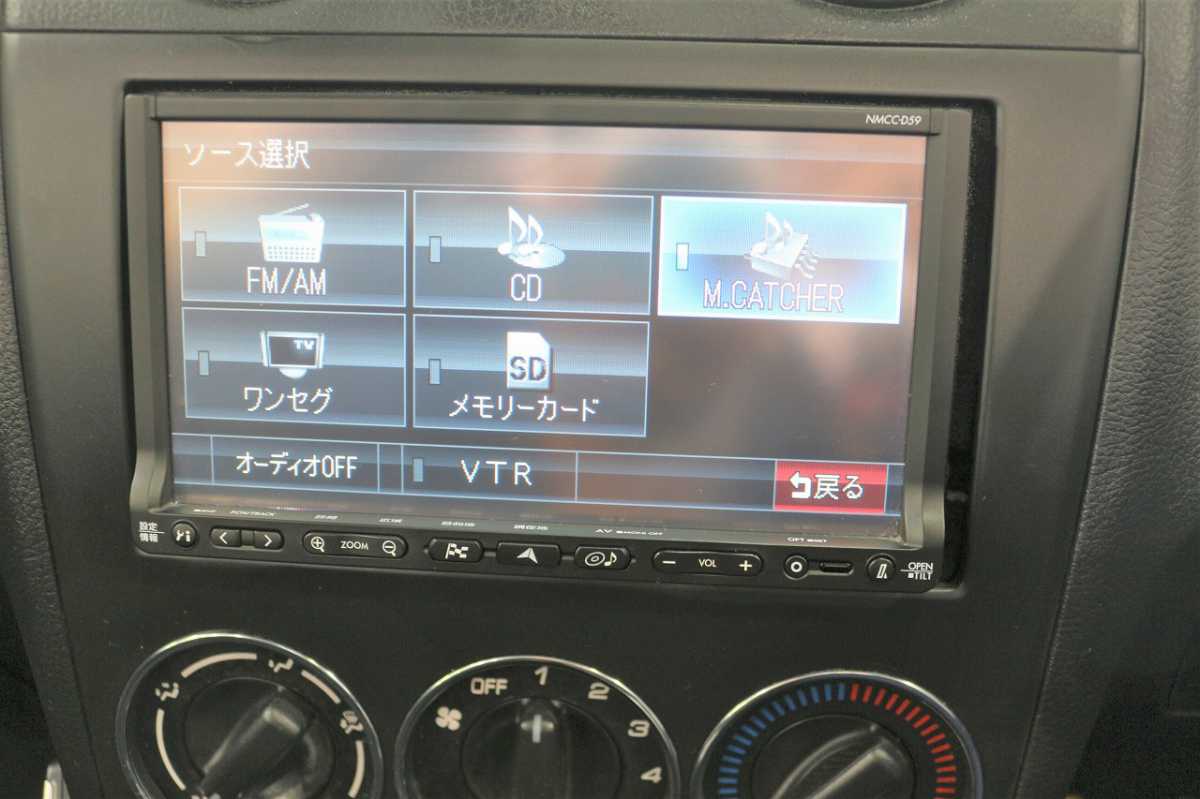 NMCC-D59
ソース選択
FM/AM
CD
M.CATCHER
TV
ワンセグ
SD
メモリーカード
オーディオOFF
VTR
戻る
設定
情報
ZOOM
VOL
OPEN
TILT
OFF 1 2 3 4